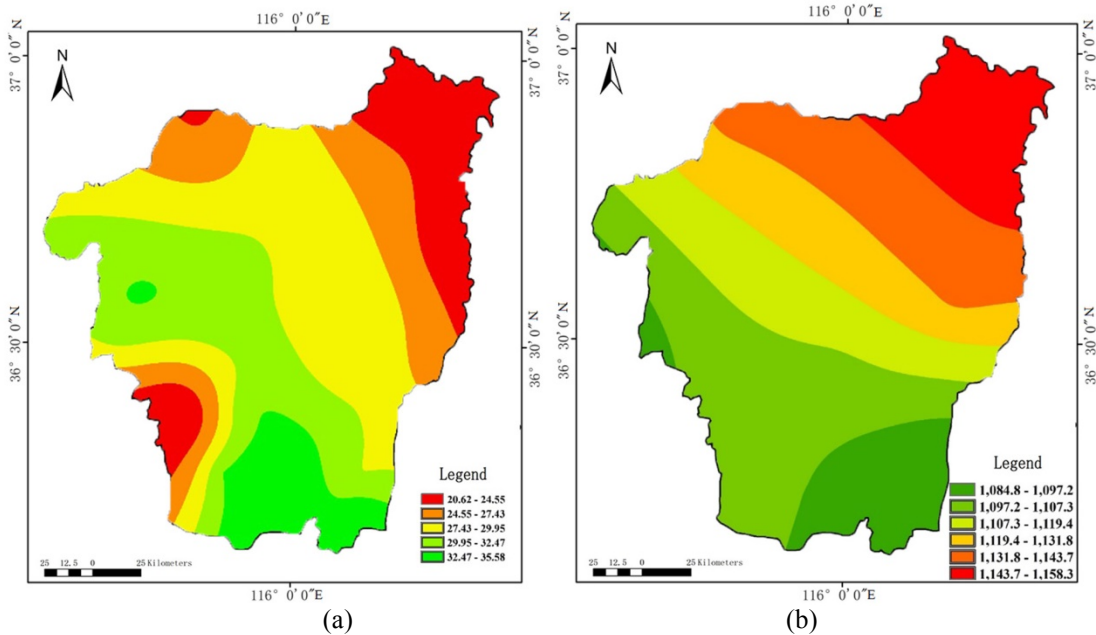 116° 0′0″E
37° 0′0″N
N
37° 0′0″N
36° 30′0″N
36° 30′0″N
Legend
20.62 - 24.55
24.55 - 27.43
27.43 - 29.95
29.95 - 32.47
32.47 - 35.58
25 12.5 0 25 Kilometers
116° 0′0″E
(a)
116° 0′0″E
37° 0′0″N
N
37° 0′0″N
36° 30′0″N
36° 30′0″N
Legend
1,084.8 - 1,097.2
1,097.2 - 1,107.3
1,107.3 - 1,119.4
1,119.4 - 1,131.8
1,131.8 - 1,143.7
1,143.7 - 1,158.3
25 12.5 0 25 Kilometers
116° 0′0″E
(b)